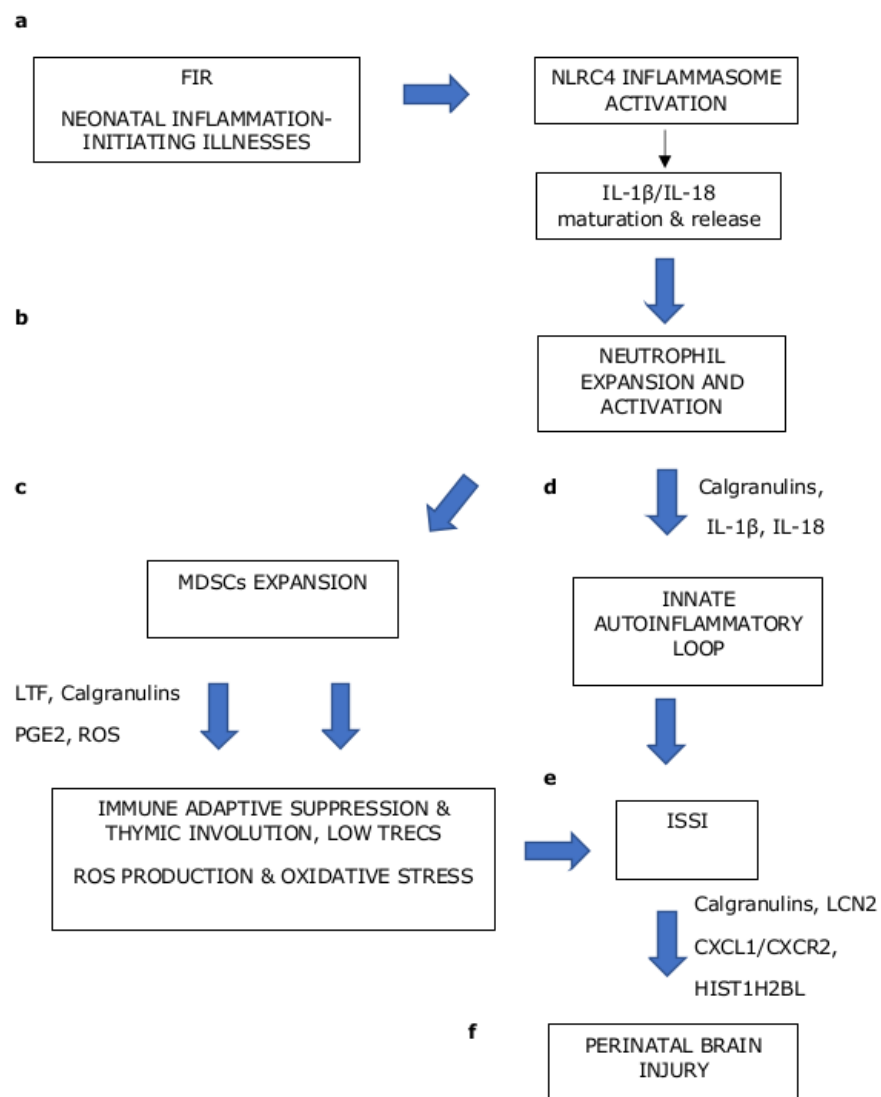 a
FIR
NEONATAL INFLAMMATION-
INITIATING ILLNESSES
NLRC4 INFLAMMASOME
ACTIVATION
IL-1β/IL-18
maturation & release
b
NEUTROPHIL
EXPANSION AND
ACTIVATION
c
MDSCs EXPANSION
d
Calgranulins,
IL-1β, IL-18
INNATE
AUTOINFLAMMATORY
LOOP
LTF, Calgranulins
PGE2, ROS
IMMUNE ADAPTIVE SUPPRESSION &
THYMIC INVOLUTION, LOW TRECS
ROS PRODUCTION & OXIDATIVE STRESS
e
ISSI
Calgranulins, LCN2
CXCL1/CXCR2,
HIST1H2BL
f
PERINATAL BRAIN
INJURY